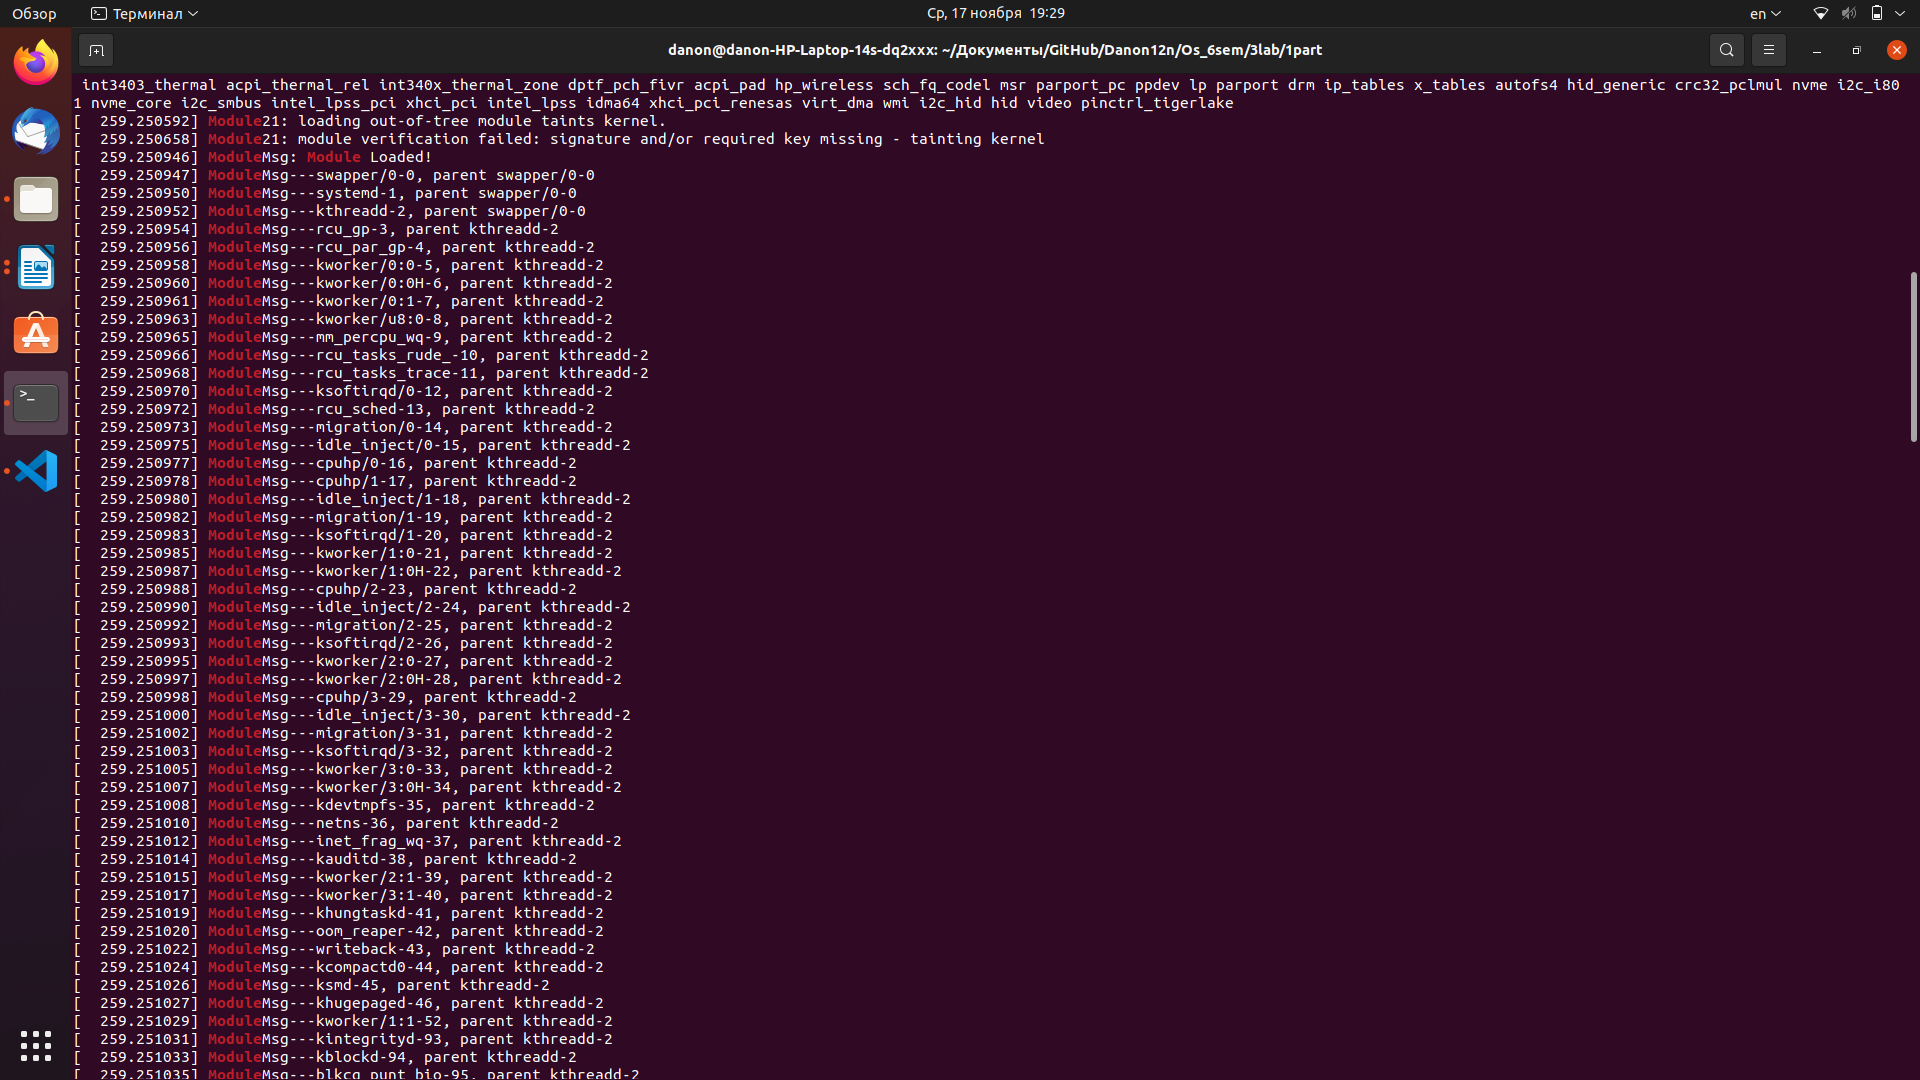 Обзор
Терминал
Ср, 17 ноября 19:29
en
danon@danon-HP-Laptop-14s-dq2xxx: ~/Документы/GitHub/Danon12n/Os_6sem/3lab/1part
int3403_thermal acpi_thermal_rel int340x_thermal_zone dptf_pch_fivr acpi_pad hp_wireless sch_fq_codel msr parport_pc ppdev lp parport drm ip_tables x_tables autofs4 hid_generic crc32_pclmul nvme i2c_i80
1 nvme_core i2c_smbus intel_lpss_pci xhci_pci intel_lpss idma64 xhci_pci_renesas virt_dma wmi i2c_hid hid video pinctrl_tigerlake
[  259.250592] Module21: loading out-of-tree module taints kernel.
[  259.250658] Module21: module verification failed: signature and/or required key missing - tainting kernel
[  259.250946] ModuleMsg: Module Loaded!
[  259.250947] ModuleMsg---swapper/0-0, parent swapper/0-0
[  259.250950] ModuleMsg---systemd-1, parent swapper/0-0
[  259.250952] ModuleMsg---kthreadd-2, parent swapper/0-0
[  259.250954] ModuleMsg---rcu_gp-3, parent kthreadd-2
[  259.250956] ModuleMsg---rcu_par_gp-4, parent kthreadd-2
[  259.250958] ModuleMsg---kworker/0:0-5, parent kthreadd-2
[  259.250960] ModuleMsg---kworker/0:0H-6, parent kthreadd-2
[  259.250961] ModuleMsg---kworker/0:1-7, parent kthreadd-2
[  259.250963] ModuleMsg---kworker/u8:0-8, parent kthreadd-2
[  259.250965] ModuleMsg---mm_percpu_wq-9, parent kthreadd-2
[  259.250966] ModuleMsg---rcu_tasks_rude_-10, parent kthreadd-2
[  259.250968] ModuleMsg---rcu_tasks_trace-11, parent kthreadd-2
[  259.250970] ModuleMsg---ksoftirqd/0-12, parent kthreadd-2
[  259.250972] ModuleMsg---rcu_sched-13, parent kthreadd-2
[  259.250973] ModuleMsg---migration/0-14, parent kthreadd-2
[  259.250975] ModuleMsg---idle_inject/0-15, parent kthreadd-2
[  259.250977] ModuleMsg---cpuhp/0-16, parent kthreadd-2
[  259.250978] ModuleMsg---cpuhp/1-17, parent kthreadd-2
[  259.250980] ModuleMsg---idle_inject/1-18, parent kthreadd-2
[  259.250982] ModuleMsg---migration/1-19, parent kthreadd-2
[  259.250983] ModuleMsg---ksoftirqd/1-20, parent kthreadd-2
[  259.250985] ModuleMsg---kworker/1:0-21, parent kthreadd-2
[  259.250987] ModuleMsg---kworker/1:0H-22, parent kthreadd-2
[  259.250988] ModuleMsg---cpuhp/2-23, parent kthreadd-2
[  259.250990] ModuleMsg---idle_inject/2-24, parent kthreadd-2
[  259.250992] ModuleMsg---migration/2-25, parent kthreadd-2
[  259.250993] ModuleMsg---ksoftirqd/2-26, parent kthreadd-2
[  259.250995] ModuleMsg---kworker/2:0-27, parent kthreadd-2
[  259.250997] ModuleMsg---kworker/2:0H-28, parent kthreadd-2
[  259.250998] ModuleMsg---cpuhp/3-29, parent kthreadd-2
[  259.251000] ModuleMsg---idle_inject/3-30, parent kthreadd-2
[  259.251002] ModuleMsg---migration/3-31, parent kthreadd-2
[  259.251003] ModuleMsg---ksoftirqd/3-32, parent kthreadd-2
[  259.251005] ModuleMsg---kworker/3:0-33, parent kthreadd-2
[  259.251007] ModuleMsg---kworker/3:0H-34, parent kthreadd-2
[  259.251008] ModuleMsg---kdevtmpfs-35, parent kthreadd-2
[  259.251010] ModuleMsg---netns-36, parent kthreadd-2
[  259.251012] ModuleMsg---inet_frag_wq-37, parent kthreadd-2
[  259.251014] ModuleMsg---kauditd-38, parent kthreadd-2
[  259.251015] ModuleMsg---kworker/2:1-39, parent kthreadd-2
[  259.251017] ModuleMsg---kworker/3:1-40, parent kthreadd-2
[  259.251019] ModuleMsg---khungtaskd-41, parent kthreadd-2
[  259.251020] ModuleMsg---oom_reaper-42, parent kthreadd-2
[  259.251022] ModuleMsg---writeback-43, parent kthreadd-2
[  259.251024] ModuleMsg---kcompactd0-44, parent kthreadd-2
[  259.251026] ModuleMsg---ksmd-45, parent kthreadd-2
[  259.251027] ModuleMsg---khugepaged-46, parent kthreadd-2
[  259.251029] ModuleMsg---kworker/1:1-52, parent kthreadd-2
[  259.251031] ModuleMsg---kintegrityd-93, parent kthreadd-2
[  259.251033] ModuleMsg---kblockd-94, parent kthreadd-2
[  259.251035] ModuleMsg---blkcg_punt_bio-95, parent kthreadd-2